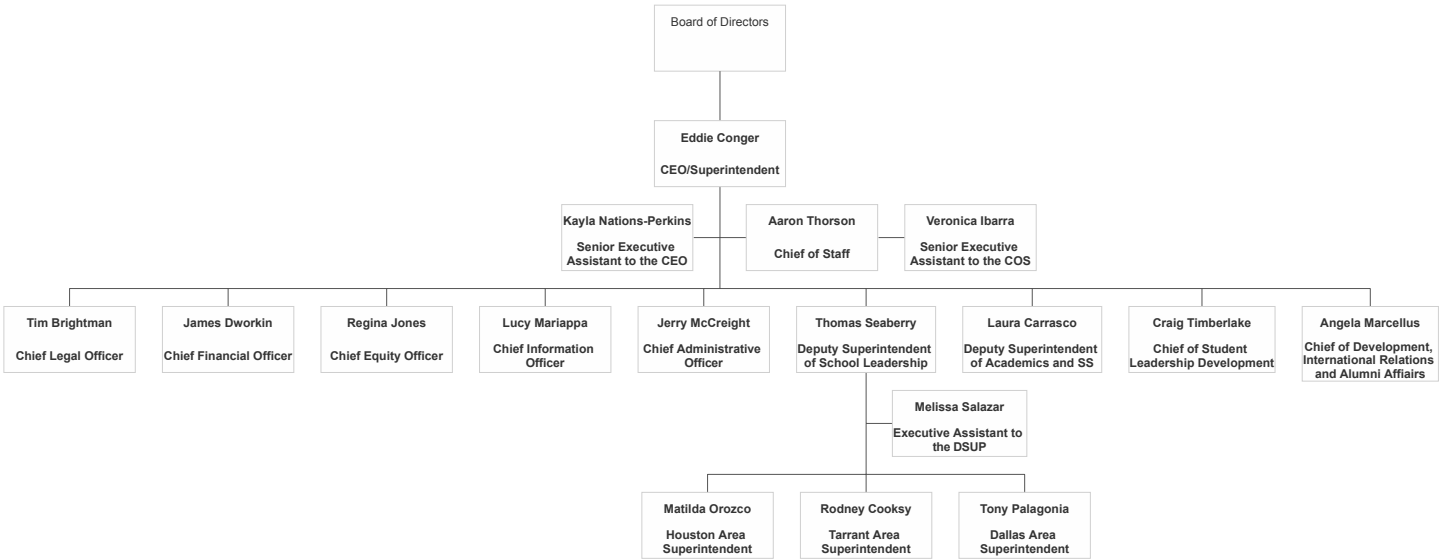 Board of Directors
Eddie Conger
CEO/Superintendent
Kayla Nations-Perkins
Senior Executive
Assistant to the CEO
Aaron Thorson
Chief of Staff
Veronica Ibarra
Senior Executive
Assistant to the COS
Tim Brightman
Chief Legal Officer
James Dworkin
Chief Financial Officer
Regina Jones
Chief Equity Officer
Lucy Mariappa
Chief Information
Officer
Jerry McCreight
Chief Administrative
Officer
Thomas Seaberry
Deputy Superintendent
of School Leadership
Laura Carrasco
Deputy Superintendent
of Academics and SS
Craig Timberlake
Chief of Student
Leadership Development
Angela Marcellus
Chief of Development,
International Relations
and Alumni Affiairs
Melissa Salazar
Executive Assistant to
the DSUP
Matilda Orozco
Houston Area
Superintendent
Rodney Cooksy
Tarrant Area
Superintendent
Tony Palagonia
Dallas Area
Superintendent